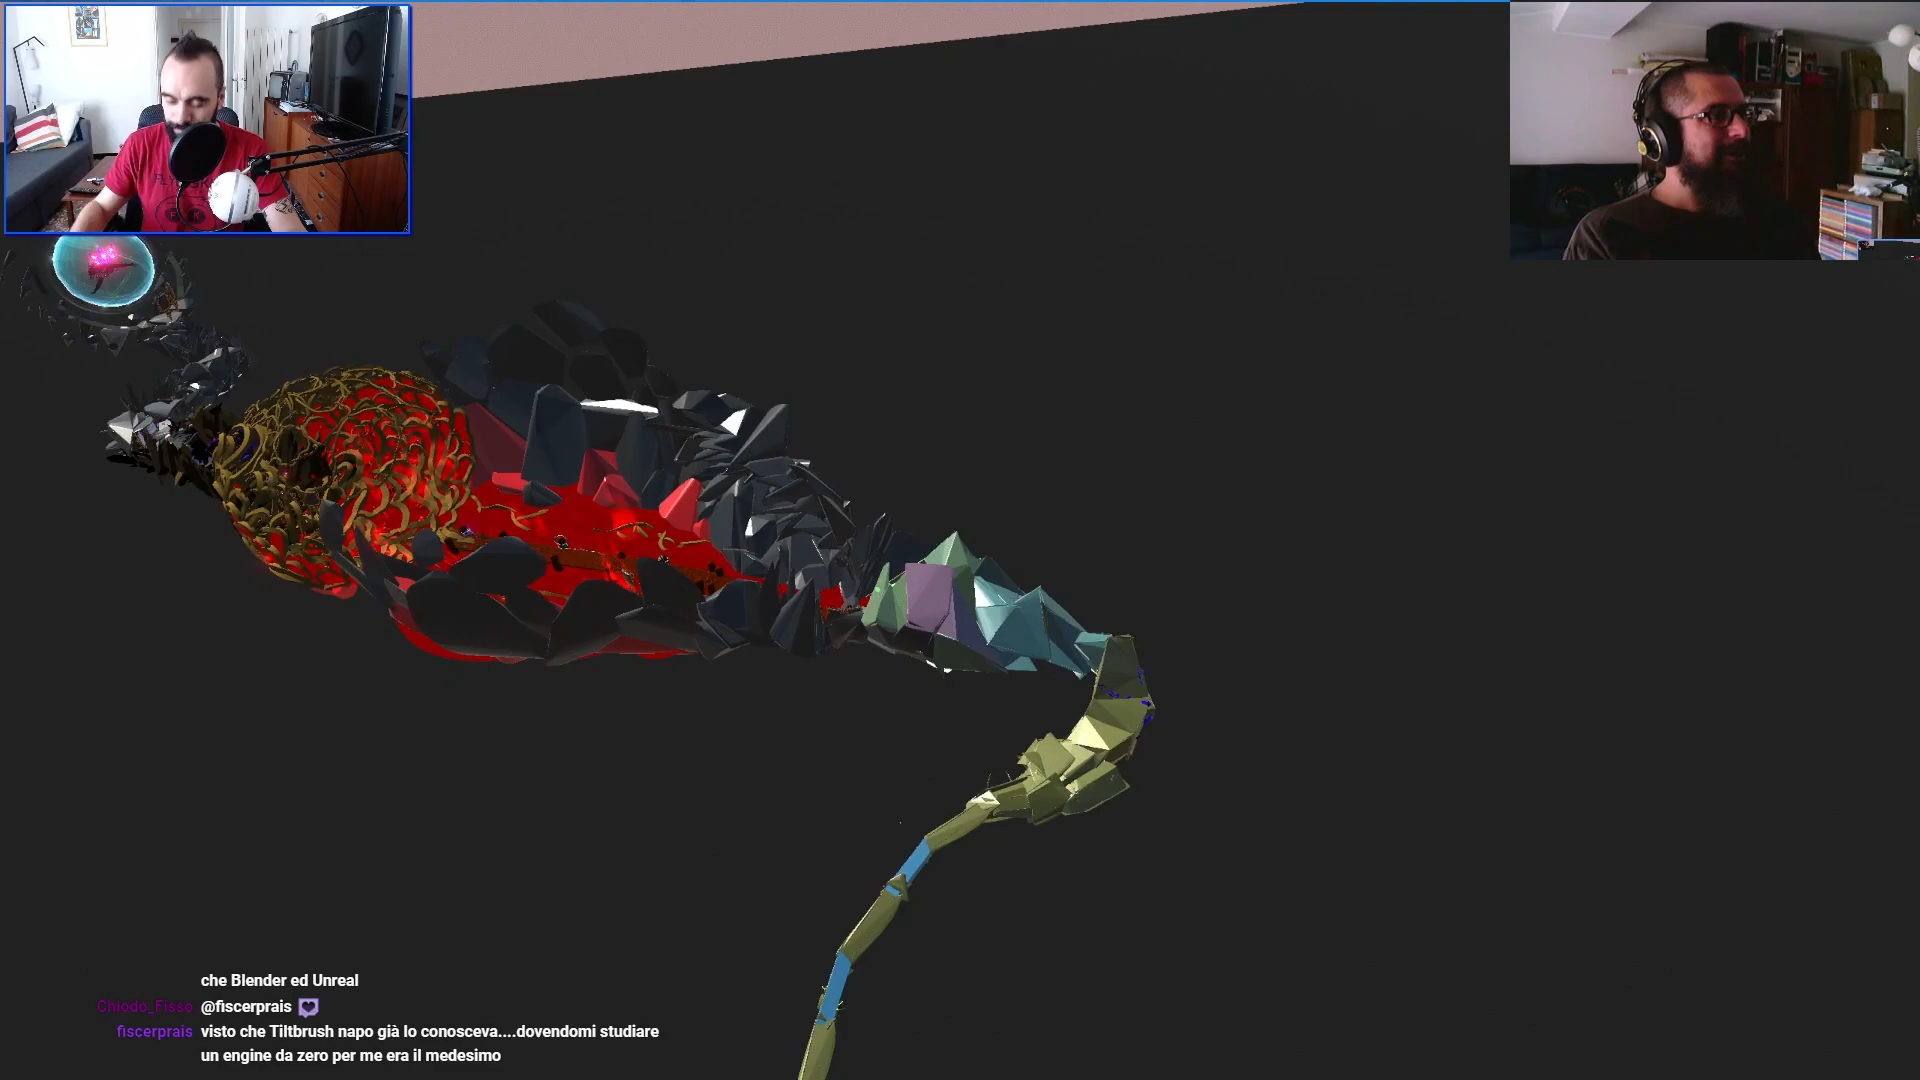 che Blender ed Unreal
Chiodo_Fisso @fiscerprais
fiscerprais visto che Tiltbrush napo già lo conosceva....dovendomi studiare
un engine da zero per me era il medesimo